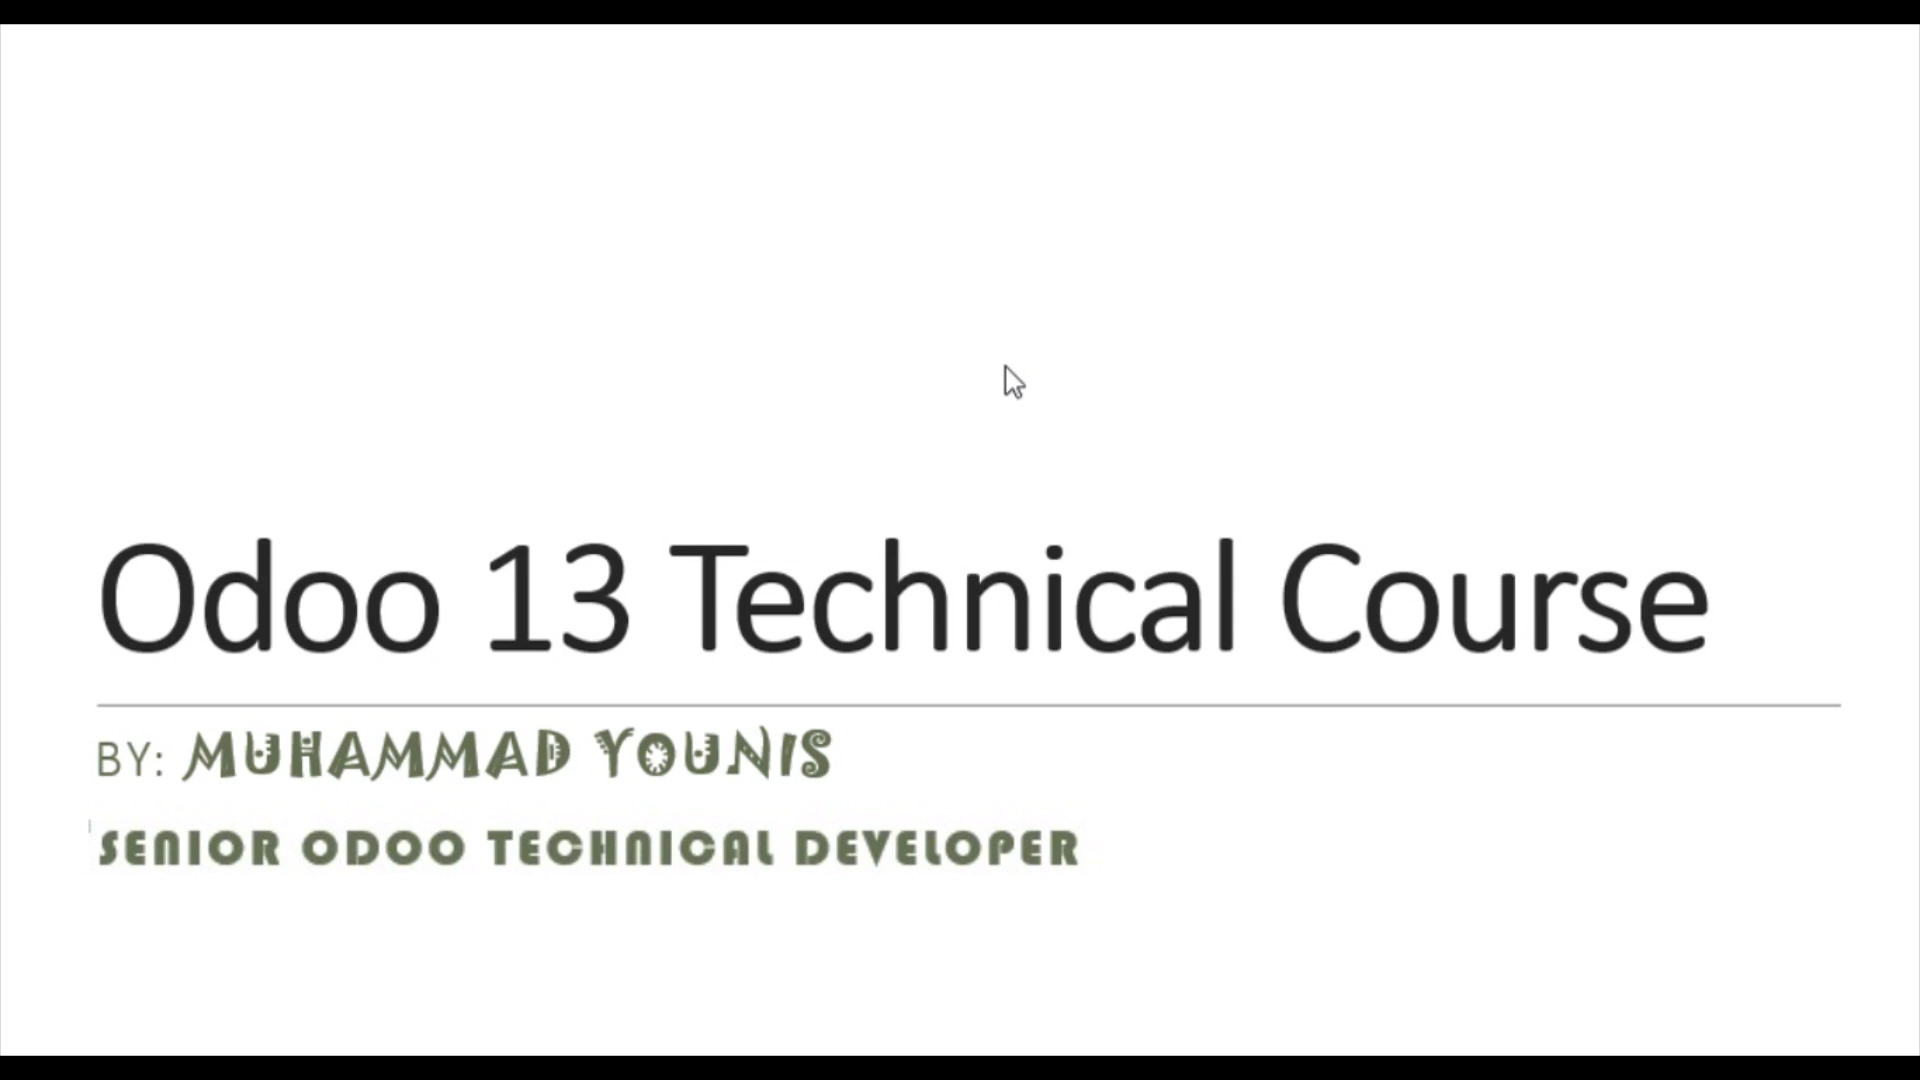 Odoo 13 Technical Course
BY: MUHAMMAD YOUNIS
SENIOR ODOO TECHNICAL DEVELOPER